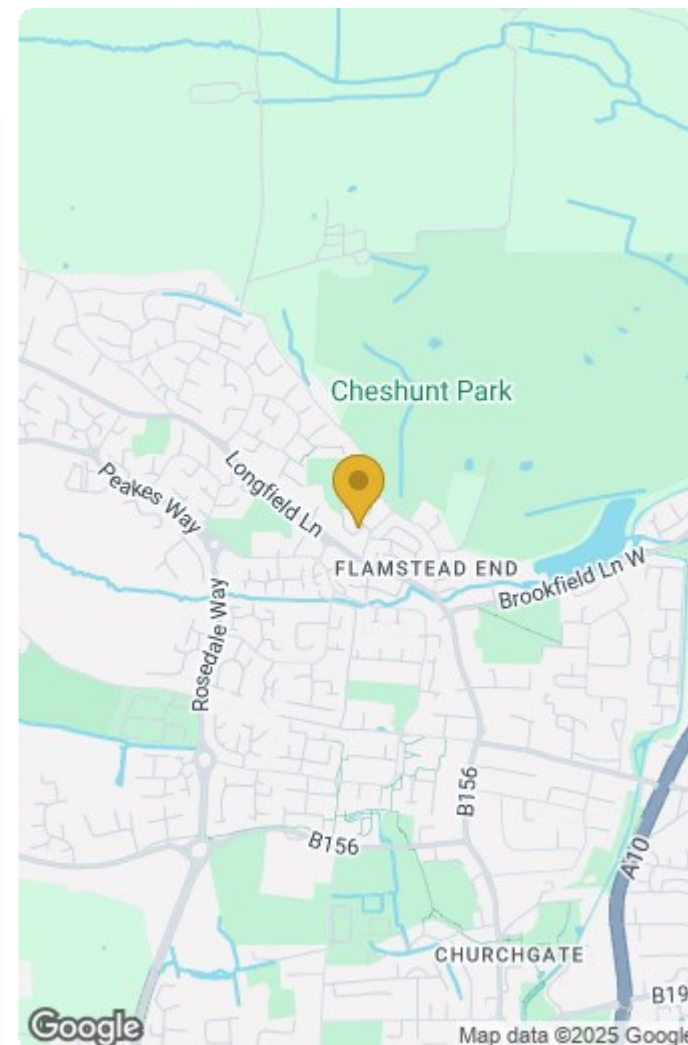 Cheshunt Park
Longfield Ln
Peakes Way
FLAMSTEAD END
Brookfield Ln W
Rosedale Way
B156
B156
A10
CHURCHGATE
B19
Google
Map data ©2025 Google